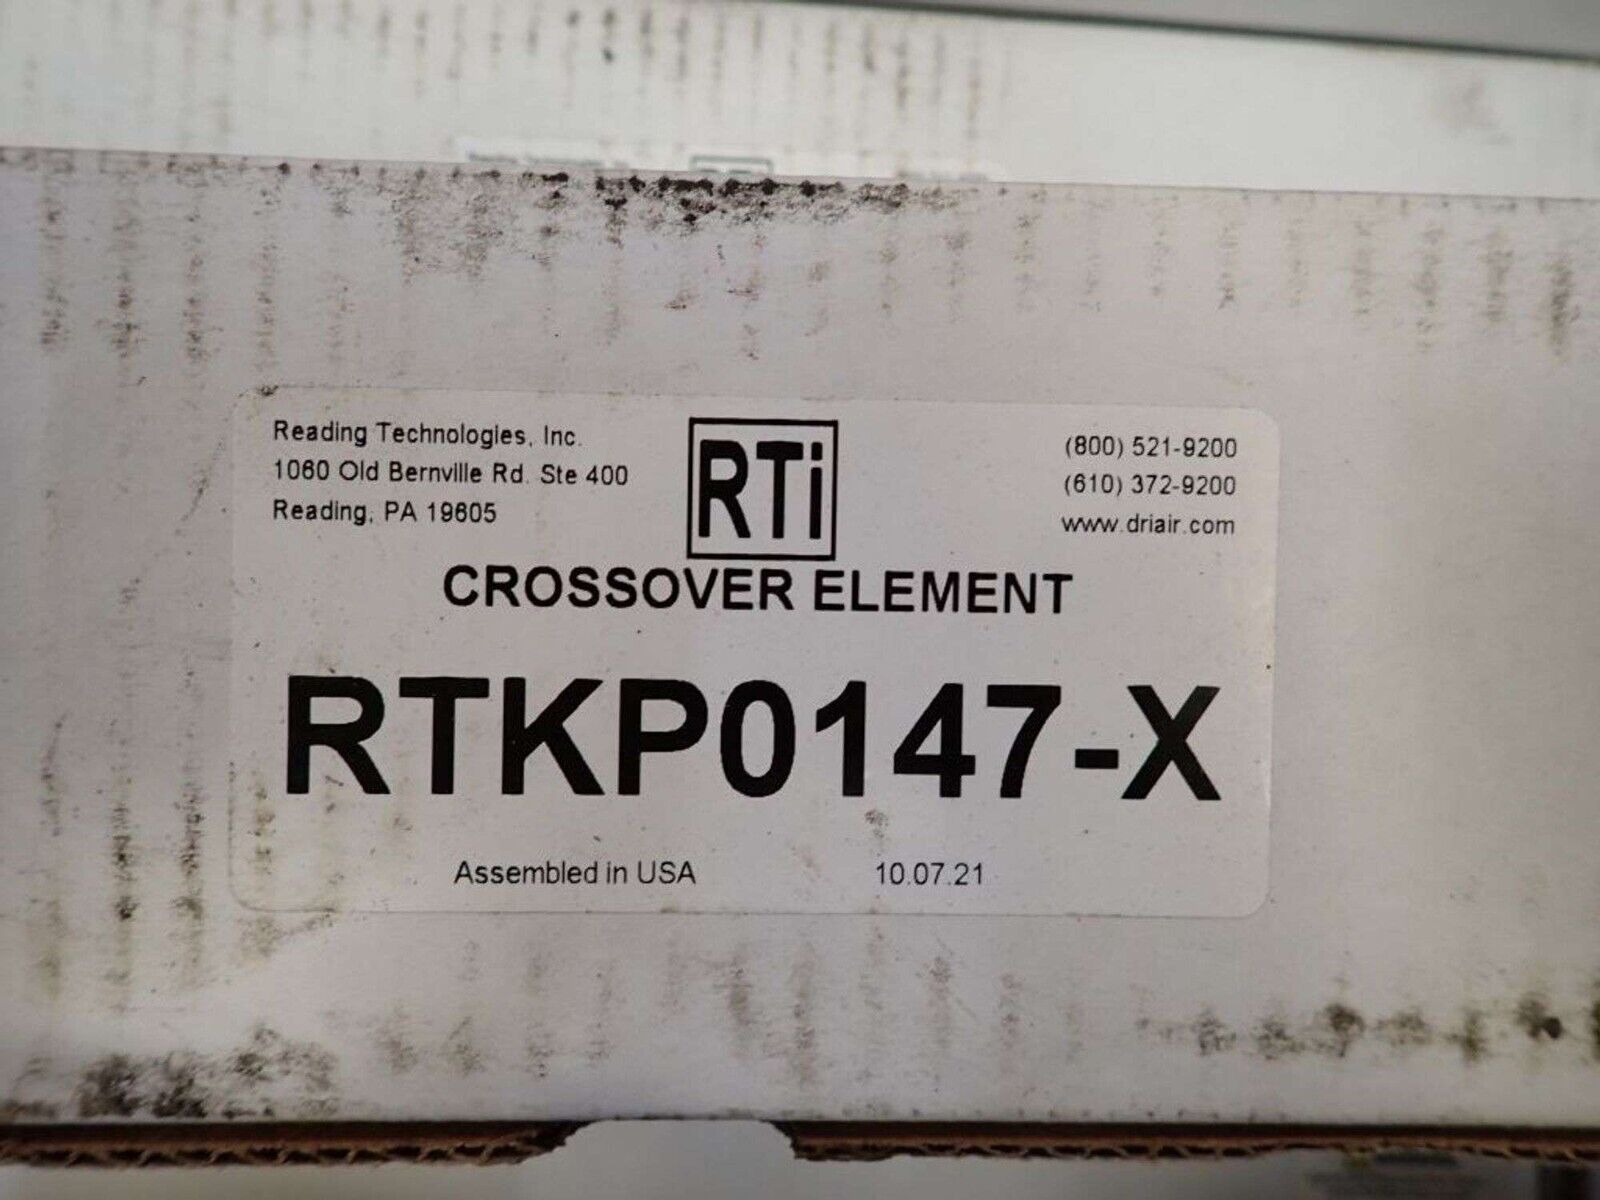 Reading Technologies, Inc.
1060 Old Bernville Rd. Ste 400
Reading, PA 19605
RTi
(800) 521-9200
(610) 372-9200
www.driair.com
CROSSOVER ELEMENT
RTKP0147-X
Assembled in USA
10.07.21